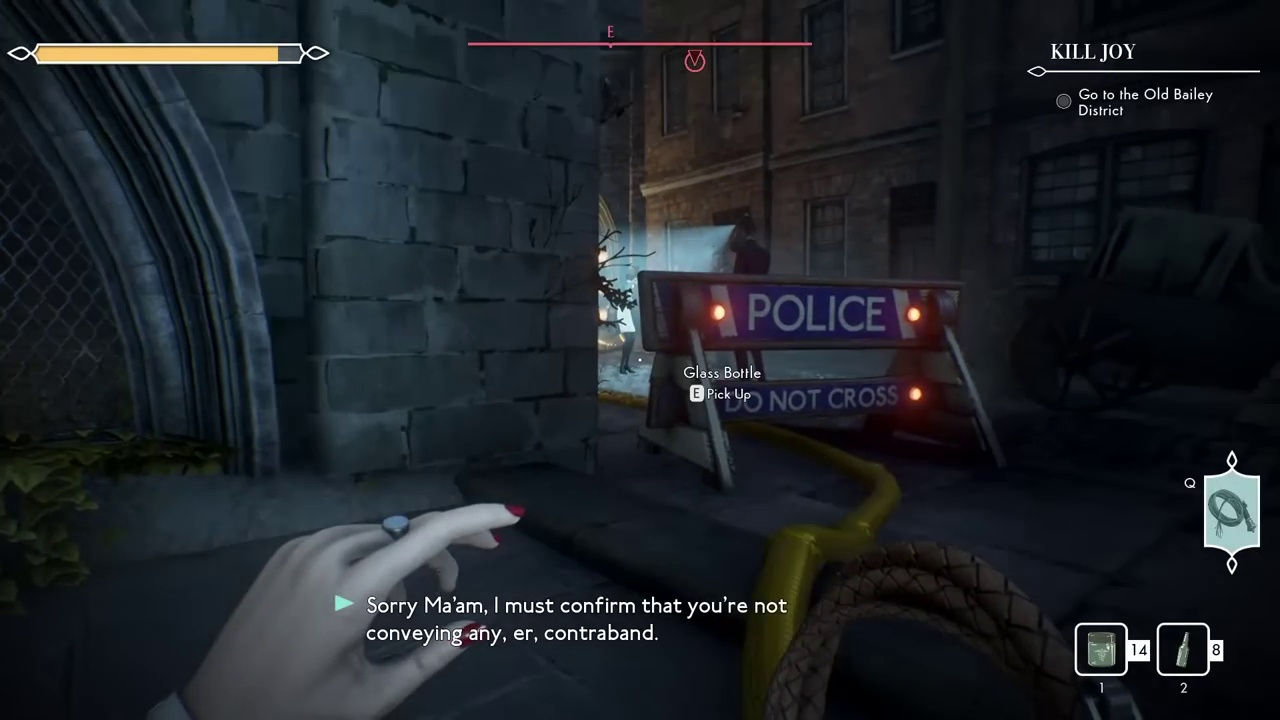 E
KILL JOY
Go to the Old Bailey
District
POLICE
Glass Bottle
E Pick Up
DO NOT CROSS
Q
Sorry Ma'am, I must confirm that you're not
conveying any, er, contraband.
14
8
1
2